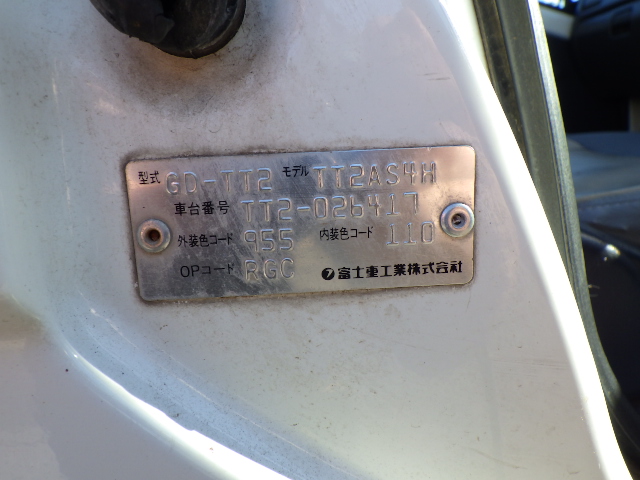 型式 GD-TT2 モデル TT2AS4H
車台番号 TT2-026417
外装色コード 955 内装色コード 110
OPコード RGC 富士重工業株式会社